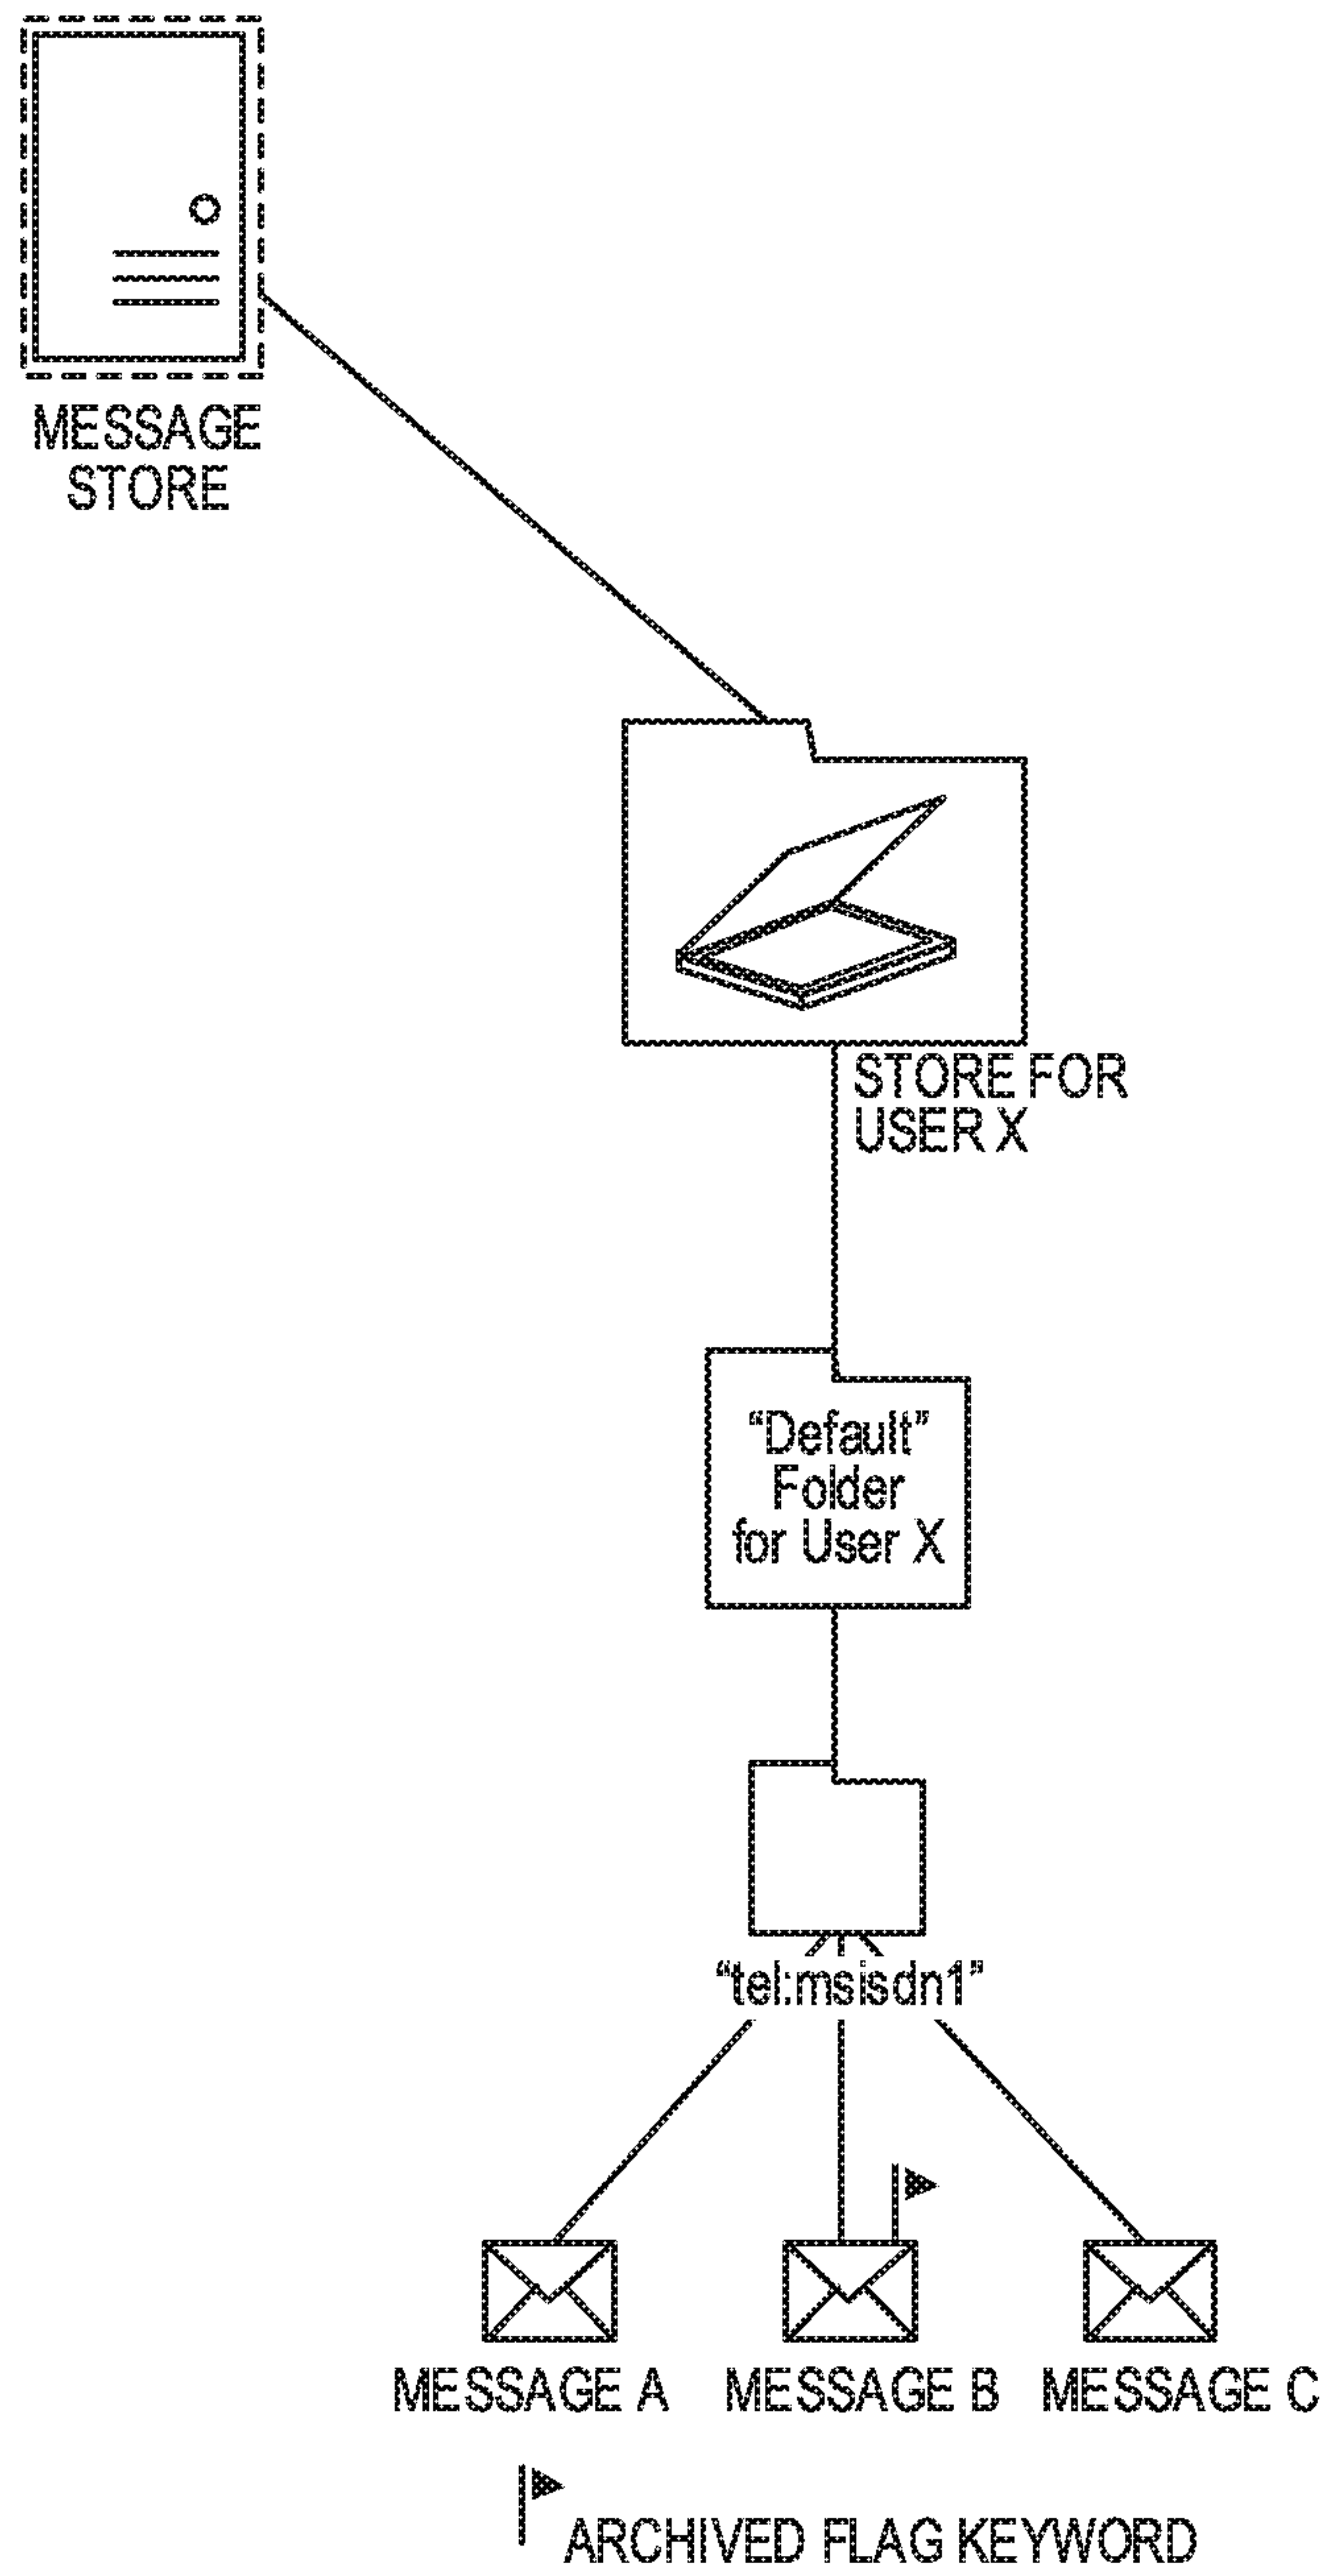 MESSAGE
STORE
STORE FOR
USER X
“Default”
Folder
for User X
“tel:msisdn1”
MESSAGE A MESSAGE B MESSAGE C
ARCHIVED FLAG KEYWORD